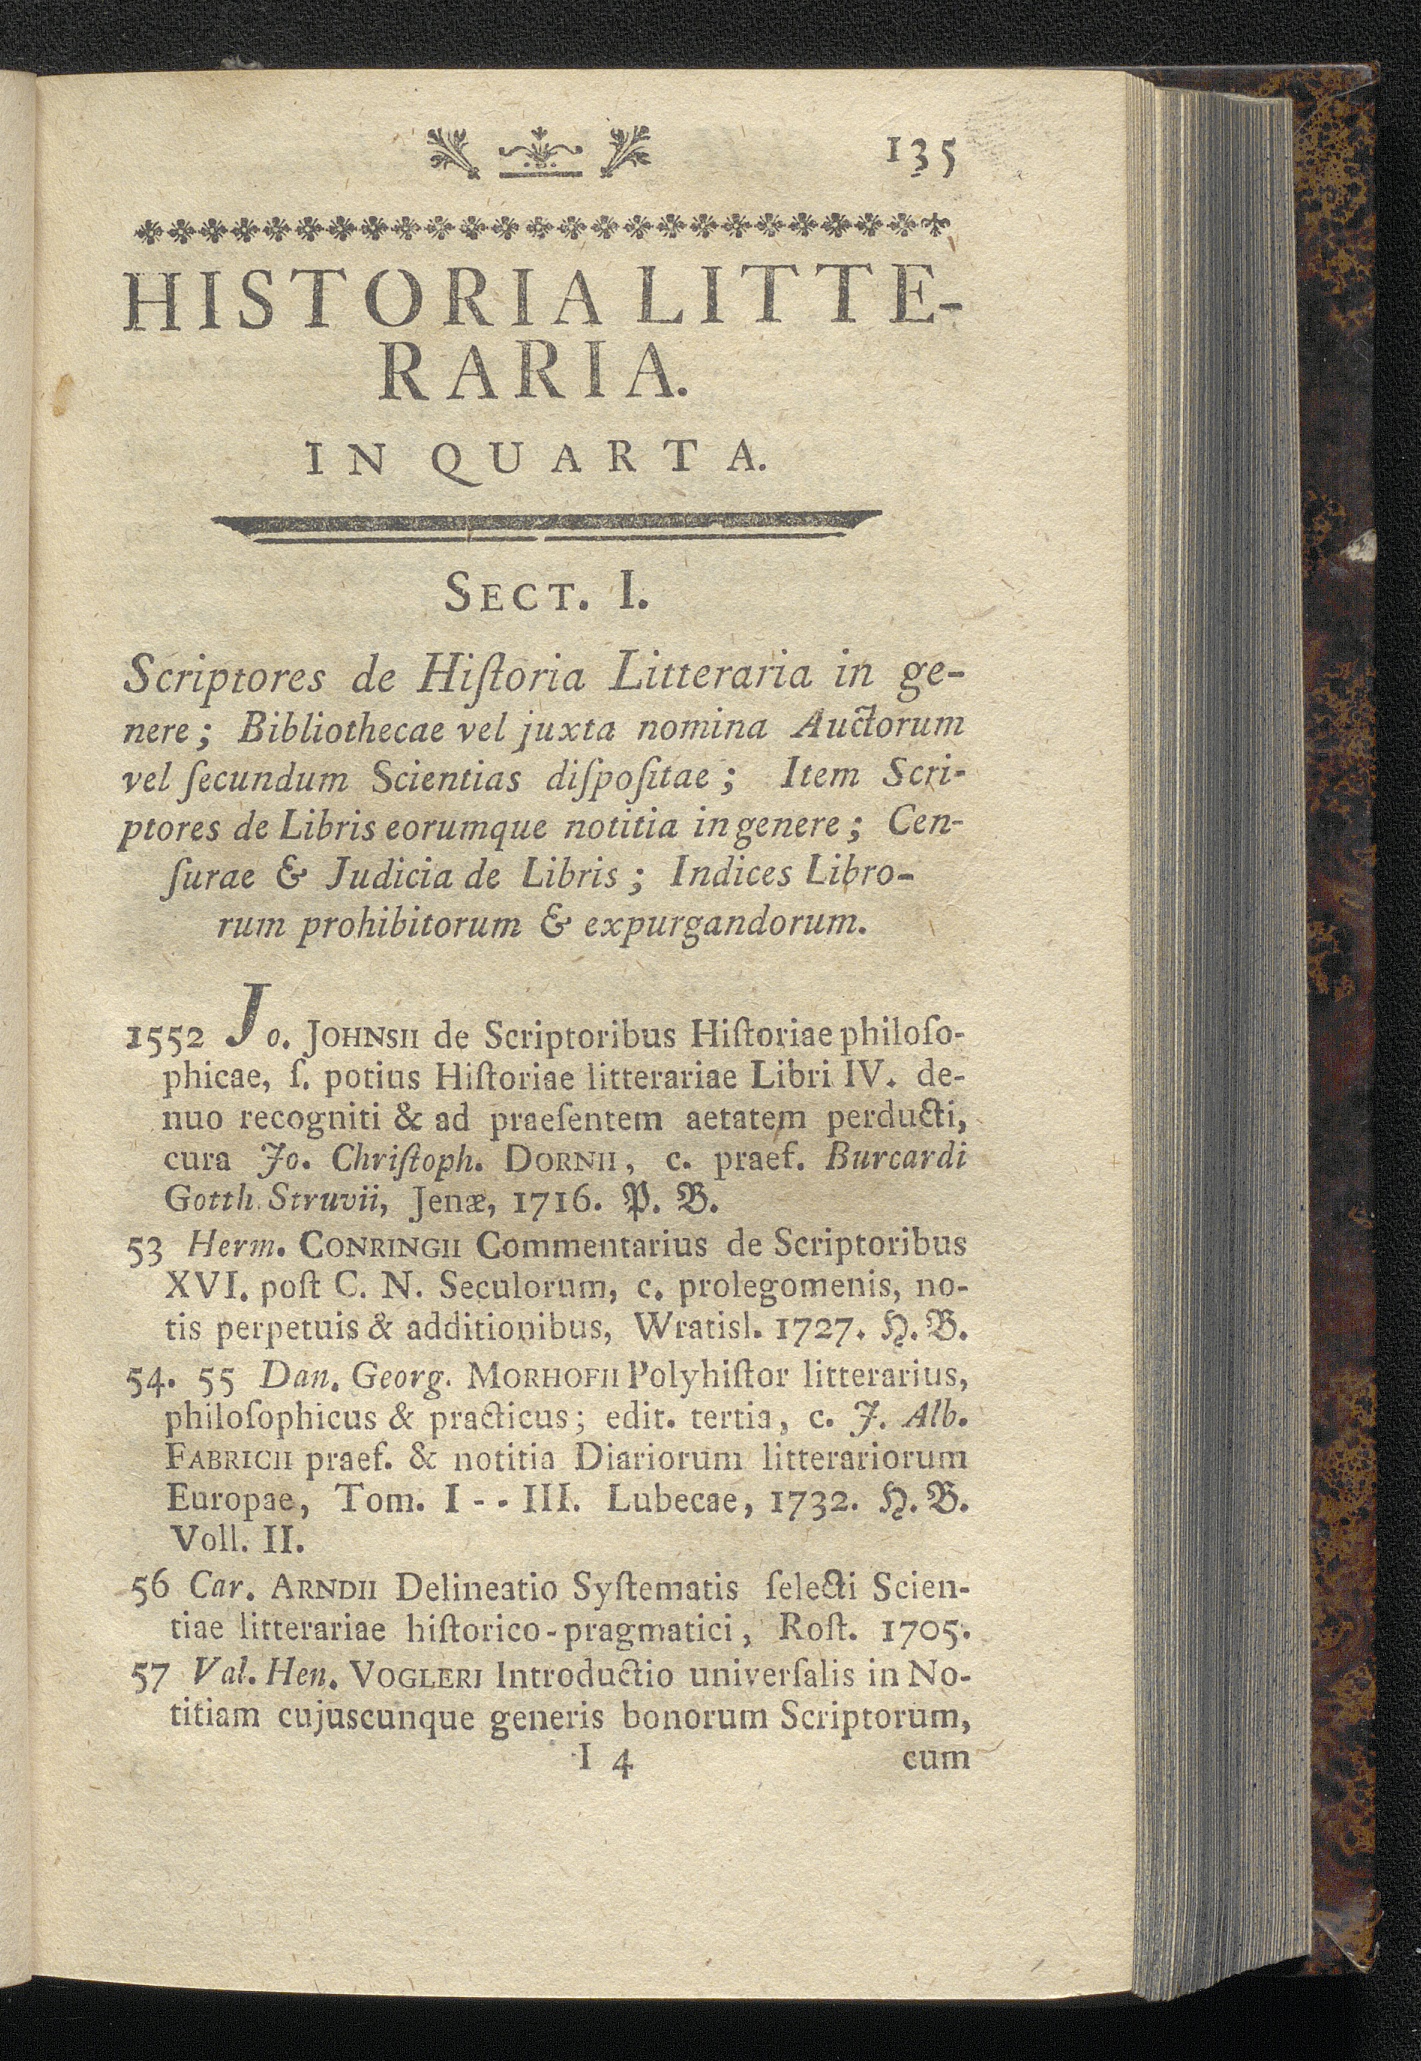 135
HISTORIA LITTE-
RARIA.
IN QUARTA.
SECT. I.
Scriptores de Hiſtoria Litteraria in ge-
nere; Bibliothecae vel juxta nomina Auctorum
vel ſecundum Scientias diſpoſitae; Item Scri-
ptores de Libris eorumque notitia in genere; Cen-
ſurae & Judicia de Libris; Indices Libro-
rum prohibitorum & expurgandorum.
1552 Jo. JOHNSII de Scriptoribus Hiſtoriae philoſo-
phicae, ſ. potius Hiſtoriae litterariae Libri IV. de-
nuo recogniti & ad praeſentem aetatem perducti,
cura Jo. Chriſtoph. DORNII, c. praef. Burcardi
Gotth. Struvii, Jenæ, 1716. P. B.
53 Herm. CONRINGII Commentarius de Scriptoribus
XVI. poſt C. N. Seculorum, c. prolegomenis, no-
tis perpetuis & additionibus, Wratisl. 1727. H. B.
54. 55 Dan. Georg. MORHOFII Polyhiſtor litterarius,
philoſophicus & practicus; edit. tertia, c. J. Alb.
FABRICII praef. & notitia Diariorum litterariorum
Europae, Tom. I - - III. Lubecae, 1732. H. B.
Voll. II.
56 Car. ARNDII Delineatio Syſtematis ſelecti Scien-
tiae litterariae hiſtorico-pragmatici, Roſt. 1705.
57 Val. Hen. VOGLERI Introductio univerſalis in No-
titiam cujuscunque generis bonorum Scriptorum,
I 4 cum